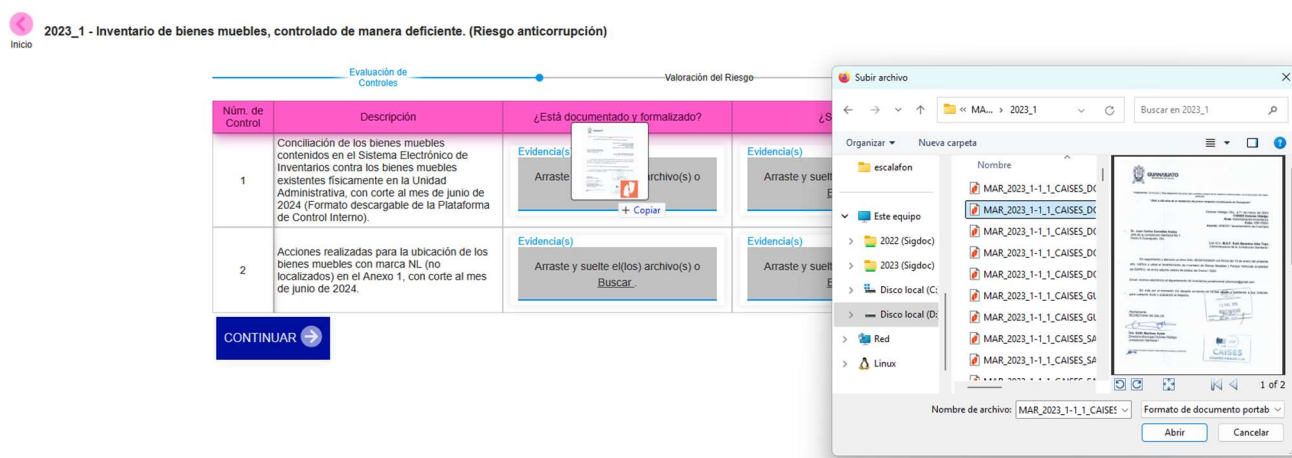 Inicio
2023_1 - Inventario de bienes muebles, controlado de manera deficiente. (Riesgo anticorrupción)
Evaluación de
Controles
Valoración del Riesgo
Núm. de
Control
Descripción
¿Está documentado y formalizado?
¿S
1
Conciliación de los bienes muebles
contenidos en el Sistema Electrónico de
Inventarios contra los bienes muebles
existentes físicamente en la Unidad
Administrativa, con corte al mes de junio de
2024 (Formato descargable de la Plataforma
de Control Interno).
Evidencia(s)
Arraste
rchivo(s) o
+ Copiar
Evidencia(s)
Arraste y suelt
2
Acciones realizadas para la ubicación de los
bienes muebles con marca NL (no
localizados) en el Anexo 1, con corte al mes
de junio de 2024.
Evidencia(s)
Arraste y suelte el(los) archivo(s) o
Buscar .
Evidencia(s)
Arraste y suelt
CONTINUAR
Subir archivo
« MA... › 2023_1
Buscar en 2023_1
Organizar
Nueva carpeta
escalafon
Este equipo
2022 (Sigdoc)
2023 (Sigdoc)
Disco local (C:
Disco local (D:
Red
Linux
Nombre
MAR_2023_1-1_1_CAISES_DC
MAR_2023_1-1_1_CAISES_DC
MAR_2023_1-1_1_CAISES_DC
MAR_2023_1-1_1_CAISES_DC
MAR_2023_1-1_1_CAISES_DC
MAR_2023_1-1_1_CAISES_GU
MAR_2023_1-1_1_CAISES_GU
MAR_2023_1-1_1_CAISES_SA
MAR_2023_1-1_1_CAISES_SA
GUANAJUATO
CAISES
1 of 2
Nombre de archivo:
MAR_2023_1-1_1_CAISES
Formato de documento portab
Abrir
Cancelar